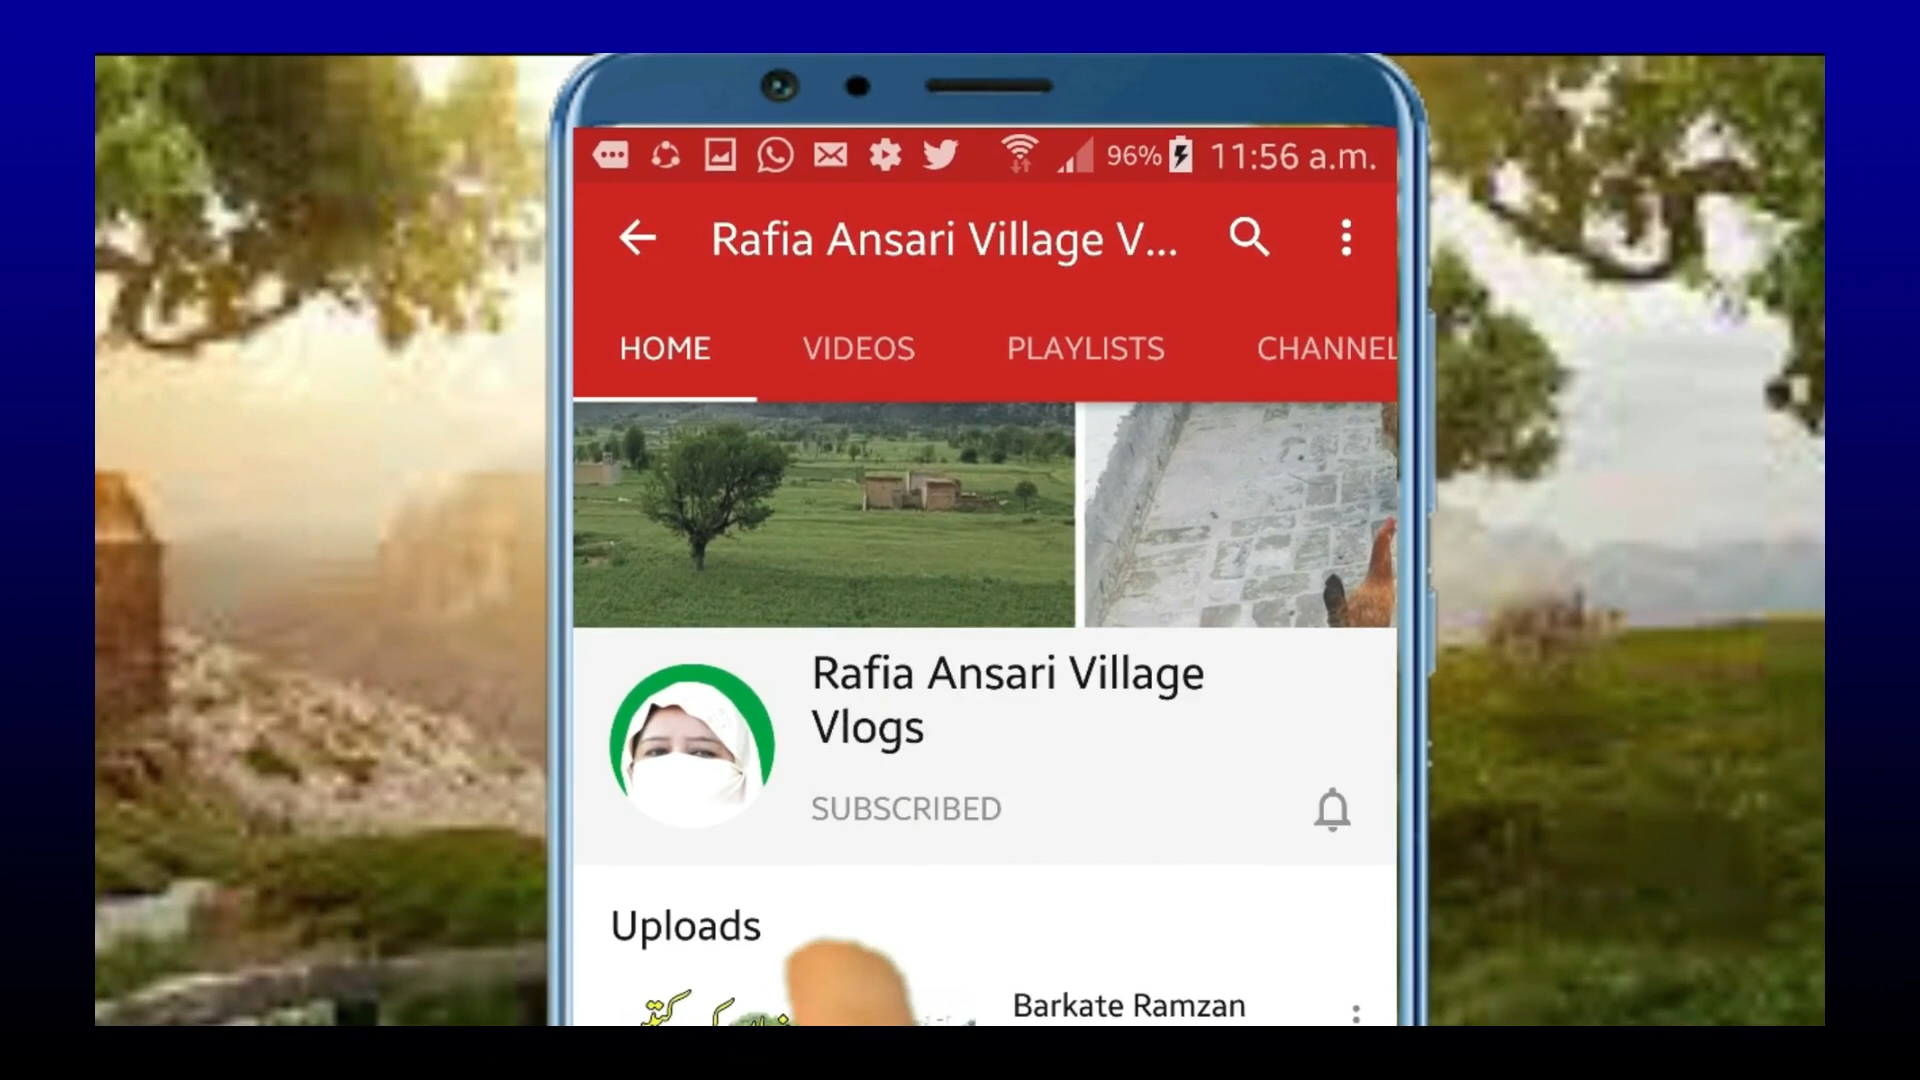 96% 11:56 a.m.
Rafia Ansari Village V...
HOME VIDEOS PLAYLISTS CHANNEL
Rafia Ansari Village
Vlogs
SUBSCRIBED
Uploads
Barkate Ramzan